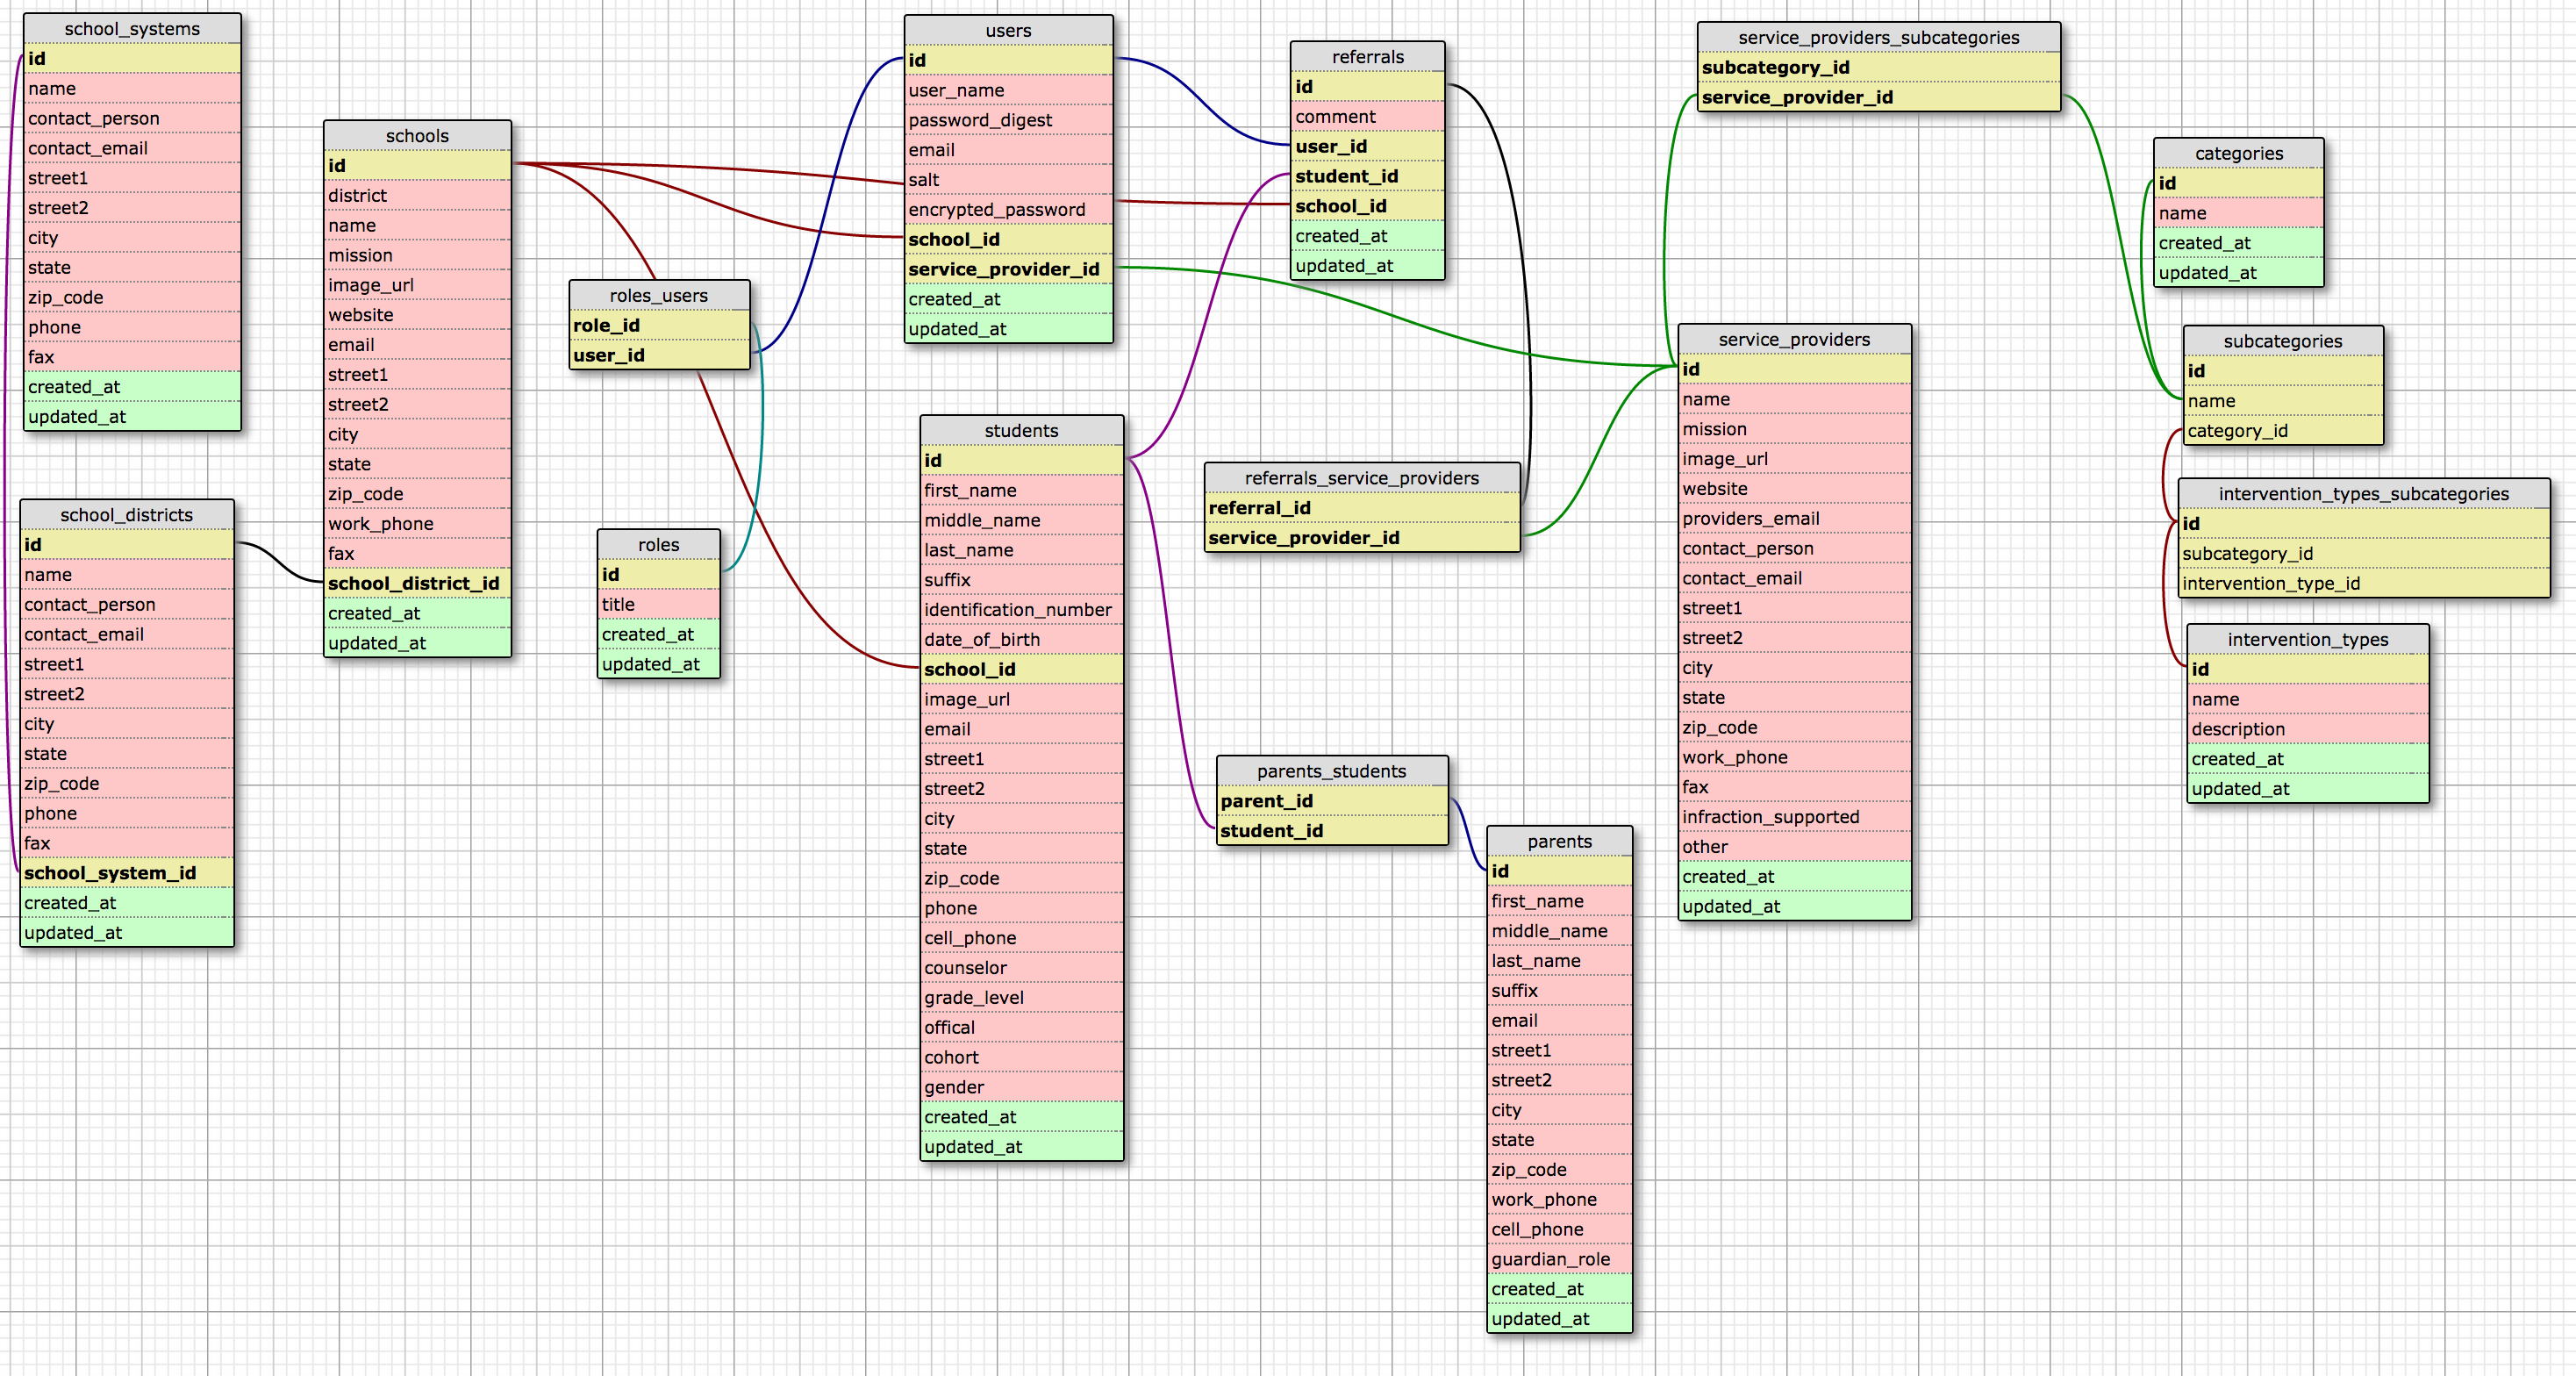 school_systems
id
name
contact_person
contact_email
street1
street2
city
state
zip_code
phone
fax
created_at
updated_at
school_districts
id
name
contact_person
contact_email
street1
street2
city
state
zip_code
phone
fax
school_system_id
created_at
updated_at
schools
id
district
name
mission
image_url
website
email
street1
street2
city
state
zip_code
work_phone
fax
school_district_id
created_at
updated_at
roles_users
role_id
user_id
roles
id
title
created_at
updated_at
users
id
user_name
password_digest
email
salt
encrypted_password
school_id
service_provider_id
created_at
updated_at
students
id
first_name
middle_name
last_name
suffix
identification_number
date_of_birth
school_id
image_url
email
street1
street2
city
state
zip_code
phone
cell_phone
counselor
grade_level
offical
cohort
gender
created_at
updated_at
referrals
id
comment
user_id
student_id
school_id
created_at
updated_at
referrals_service_providers
referral_id
service_provider_id
parents_students
parent_id
student_id
parents
id
first_name
middle_name
last_name
suffix
email
street1
street2
city
state
zip_code
work_phone
cell_phone
guardian_role
created_at
updated_at
service_providers_subcategories
subcategory_id
service_provider_id
service_providers
id
name
mission
image_url
website
providers_email
contact_person
contact_email
street1
street2
city
state
zip_code
work_phone
fax
infraction_supported
other
created_at
updated_at
categories
id
name
created_at
updated_at
subcategories
id
name
category_id
intervention_types_subcategories
id
subcategory_id
intervention_type_id
intervention_types
id
name
description
created_at
updated_at